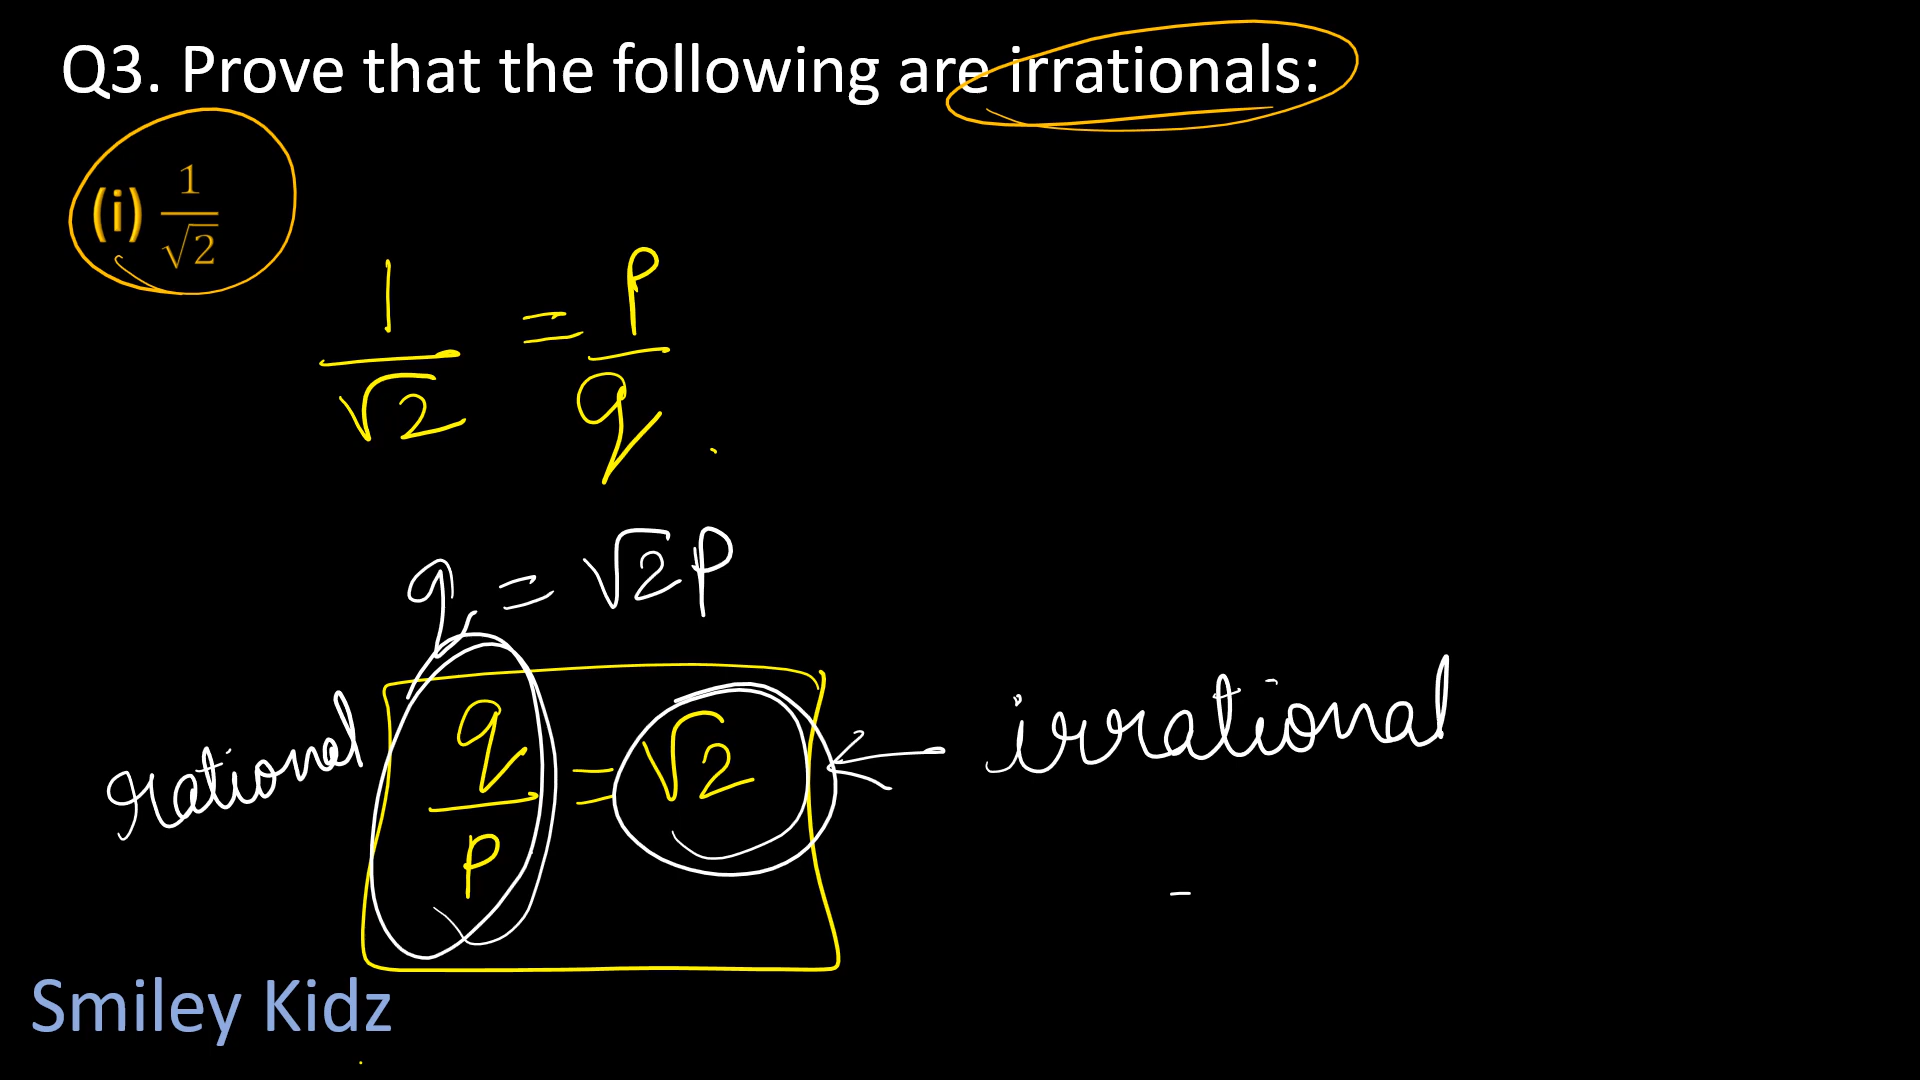 Q3. Prove that the following are irrationals:
(i) 1/√2
1/√2 = p/q
q = √2p
rational q/p = √2 ← irrational
Smiley Kidz